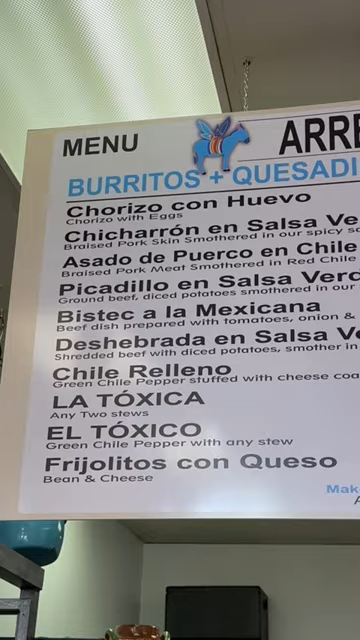 MENU
ARRE
BURRITOS + QUESADI
Chorizo con Huevo
Chorizo with Eggs
Chicharrón en Salsa Ve
Braised Pork Skin Smothered in our spicy sa
Asado de Puerco en Chile
Braised Pork Meat Smothered in Red Chile
Picadillo en Salsa Verd
Ground beef, diced potatoes smothered in our
Bistec a la Mexicana
Beef dish prepared with tomatoes, onion &
Deshebrada en Salsa Ve
Shredded beef with diced potatoes, smother in
Chile Relleno
Green Chile Pepper stuffed with cheese coa
LA TÓXICA
Any Two stews
EL TÓXICO
Green Chile Pepper with any stew
Frijolitos con Queso
Bean & Cheese
Mak
A